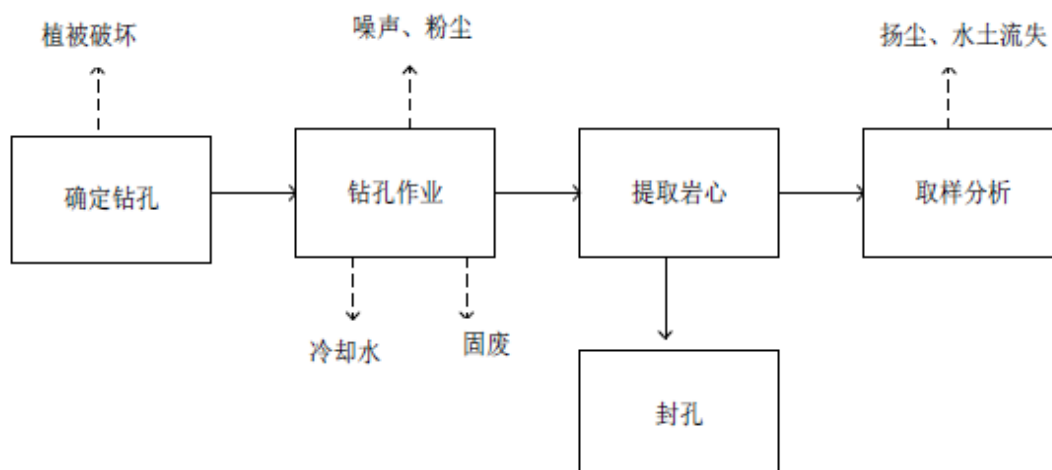 植被破坏
噪声、粉尘
扬尘、水土流失
确定钻孔
钻孔作业
提取岩心
取样分析
冷却水
固废
封孔